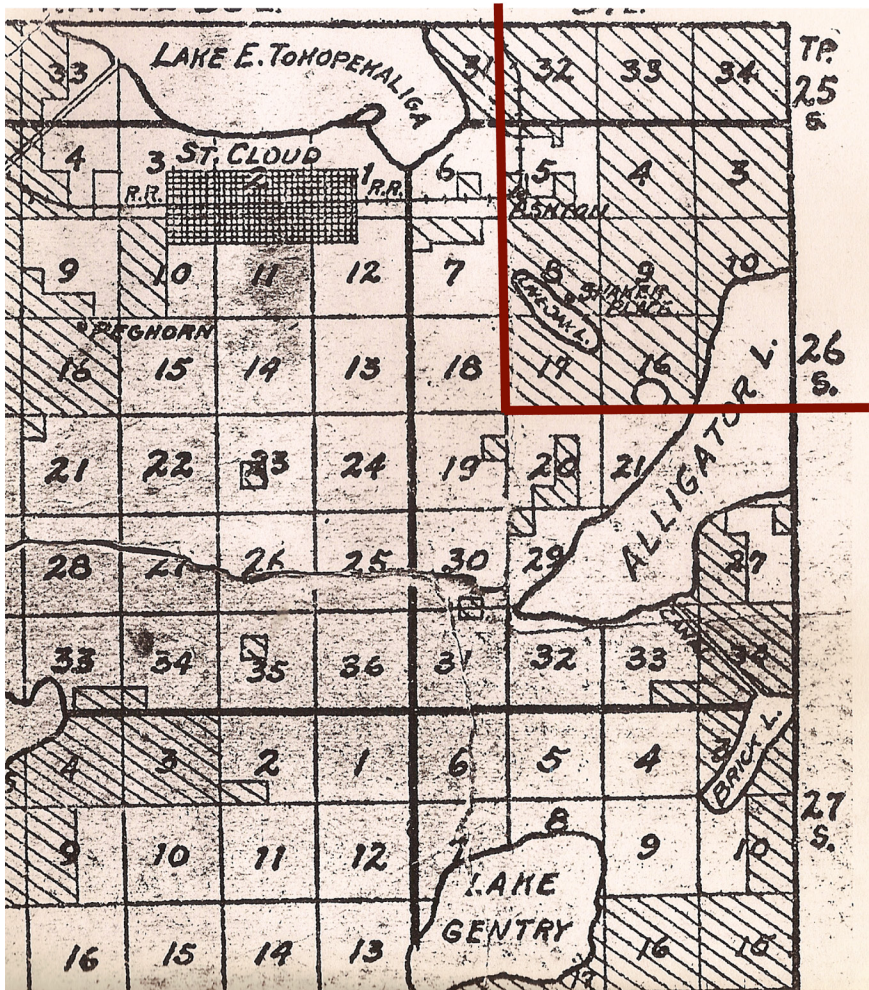 LAKE E. TOHOPEKALIGA
33 31 32 33 34 TP. 25 S.
4 3 ST. CLOUD 2 1 6 5 4 3
R.R. R.R. ASHTON
9 10 11 12 7 8 9 10
SHAKER PLACE
PEGHORN
16 15 14 13 18 17 16 26 S.
ALLIGATOR L.
21 22 23 24 19 20 21
28 27 26 25 30 29 27
CANAL
33 34 35 36 31 32 33 34
4 3 2 1 6 5 4 3
BRICK L.
27 S.
9 10 11 12 7 8 9 10
LAKE GENTRY
16 15 14 13 17 16 15